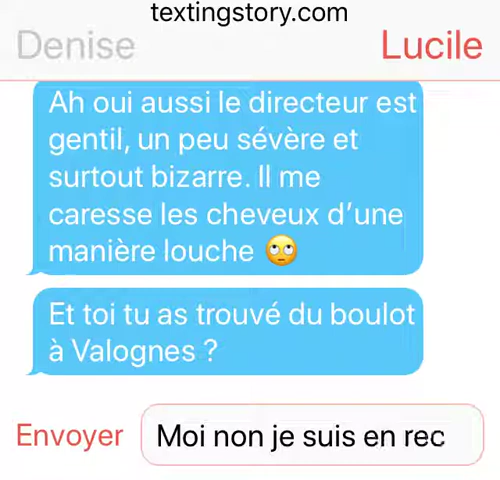 textingstory.com
Denise
Lucile
Ah oui aussi le directeur est
gentil, un peu sévère et
surtout bizarre. Il me
caresse les cheveux d’une
manière louche 🙄
Et toi tu as trouvé du boulot
à Valognes ?
Envoyer
Moi non je suis en rec